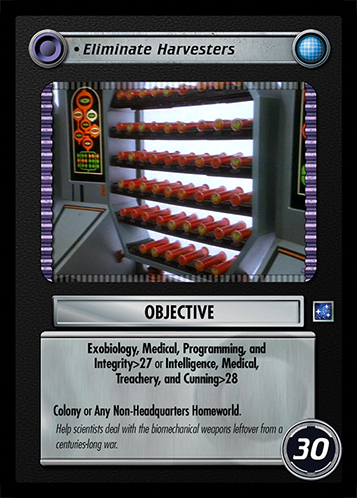 • Eliminate Harvesters
OBJECTIVE
Exobiology, Medical, Programming, and
Integrity>27 or Intelligence, Medical,
Treachery, and Cunning>28
Colony or Any Non-Headquarters Homeworld.
Help scientists deal with the biomechanical weapons leftover from a
centuries-long war.
30